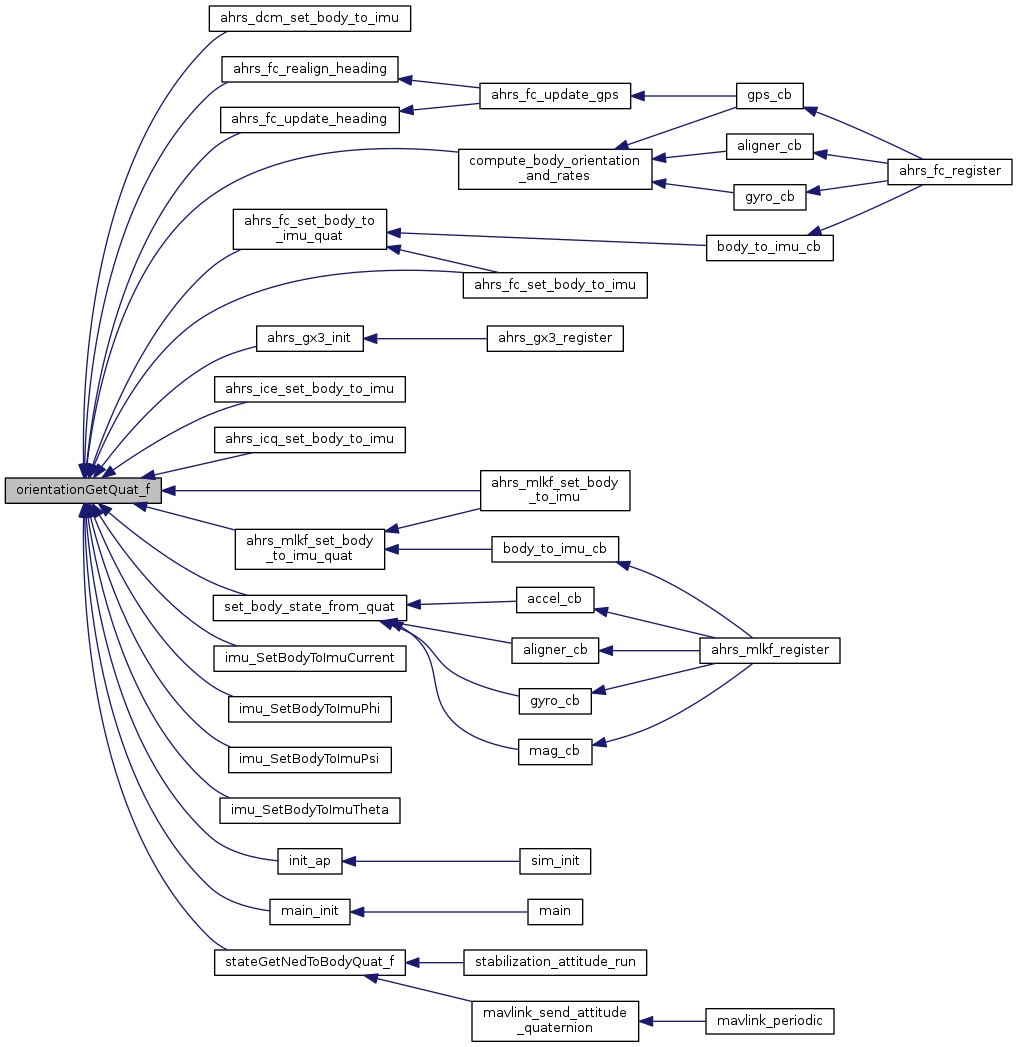 ahrs_dcm_set_body_to_imu
ahrs_fc_realign_heading
ahrs_fc_update_gps
gps_cb
ahrs_fc_update_heading
aligner_cb
compute_body_orientation
_and_rates
ahrs_fc_register
gyro_cb
ahrs_fc_set_body_to
_imu_quat
body_to_imu_cb
ahrs_fc_set_body_to_imu
ahrs_gx3_init
ahrs_gx3_register
ahrs_ice_set_body_to_imu
ahrs_icq_set_body_to_imu
orientationGetQuat_f
ahrs_mlkf_set_body
_to_imu
ahrs_mlkf_set_body
_to_imu_quat
body_to_imu_cb
set_body_state_from_quat
accel_cb
aligner_cb
ahrs_mlkf_register
imu_SetBodyToImuCurrent
gyro_cb
imu_SetBodyToImuPhi
mag_cb
imu_SetBodyToImuPsi
imu_SetBodyToImuTheta
init_ap
sim_init
main_init
main
stateGetNedToBodyQuat_f
stabilization_attitude_run
mavlink_send_attitude
_quaternion
mavlink_periodic